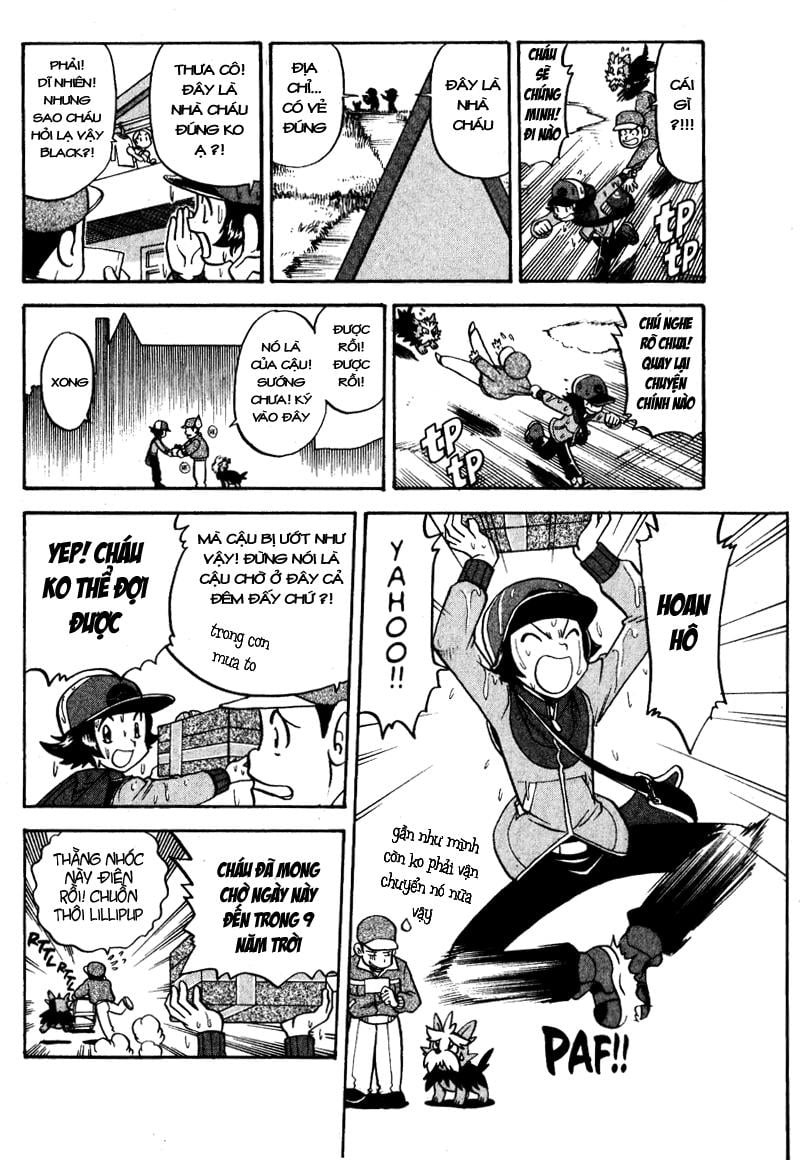 CÁI
GÌ
?!!!
CHÁU
SẼ
CHỨNG
MINH!
ĐI NÀO
TP
TP
ĐÂY LÀ
NHÀ
CHÁU
ĐỊA
CHỈ...
CÓ VẺ
ĐÚNG
THƯA CÔ!
ĐÂY LÀ
NHÀ CHÁU
ĐÚNG KO
Ạ ?!
PHẢI!
DĨ NHIÊN!
NHƯNG
SAO CHÁU
HỎI LẠ VẬY
BLACK?!
CHÚ NGHE
RÕ CHƯA!
QUAY LẠI
CHUYỆN
CHÍNH NÀO
TP
TP
ĐƯỢC
RỒI!
ĐƯỢC
RỒI!
NÓ LÀ
CỦA CẬU!
SƯỚNG
CHƯA! KÝ
VÀO ĐÂY
XONG
HOAN
HÔ
YAHOO!!
gần như mình
còn ko phải vận
chuyển nó nữa
vậy
PAF!!
MÀ CẬU BỊ ƯỚT NHƯ
VẬY! ĐỪNG NÓI LÀ
CẬU CHỜ Ở ĐÂY CẢ
ĐÊM ĐẤY CHỨ ?!
trong cơn
mưa to
YEP! CHÁU
KO THỂ ĐỢI
ĐƯỢC
CHÁU ĐÃ MONG
CHỜ NGÀY NÀY
ĐẾN TRONG 9
NĂM TRỜI
THẰNG NHÓC
NÀY ĐIÊN
RỒI! CHUỒN
THÔI LILLIPUP
RTTL
RTTL